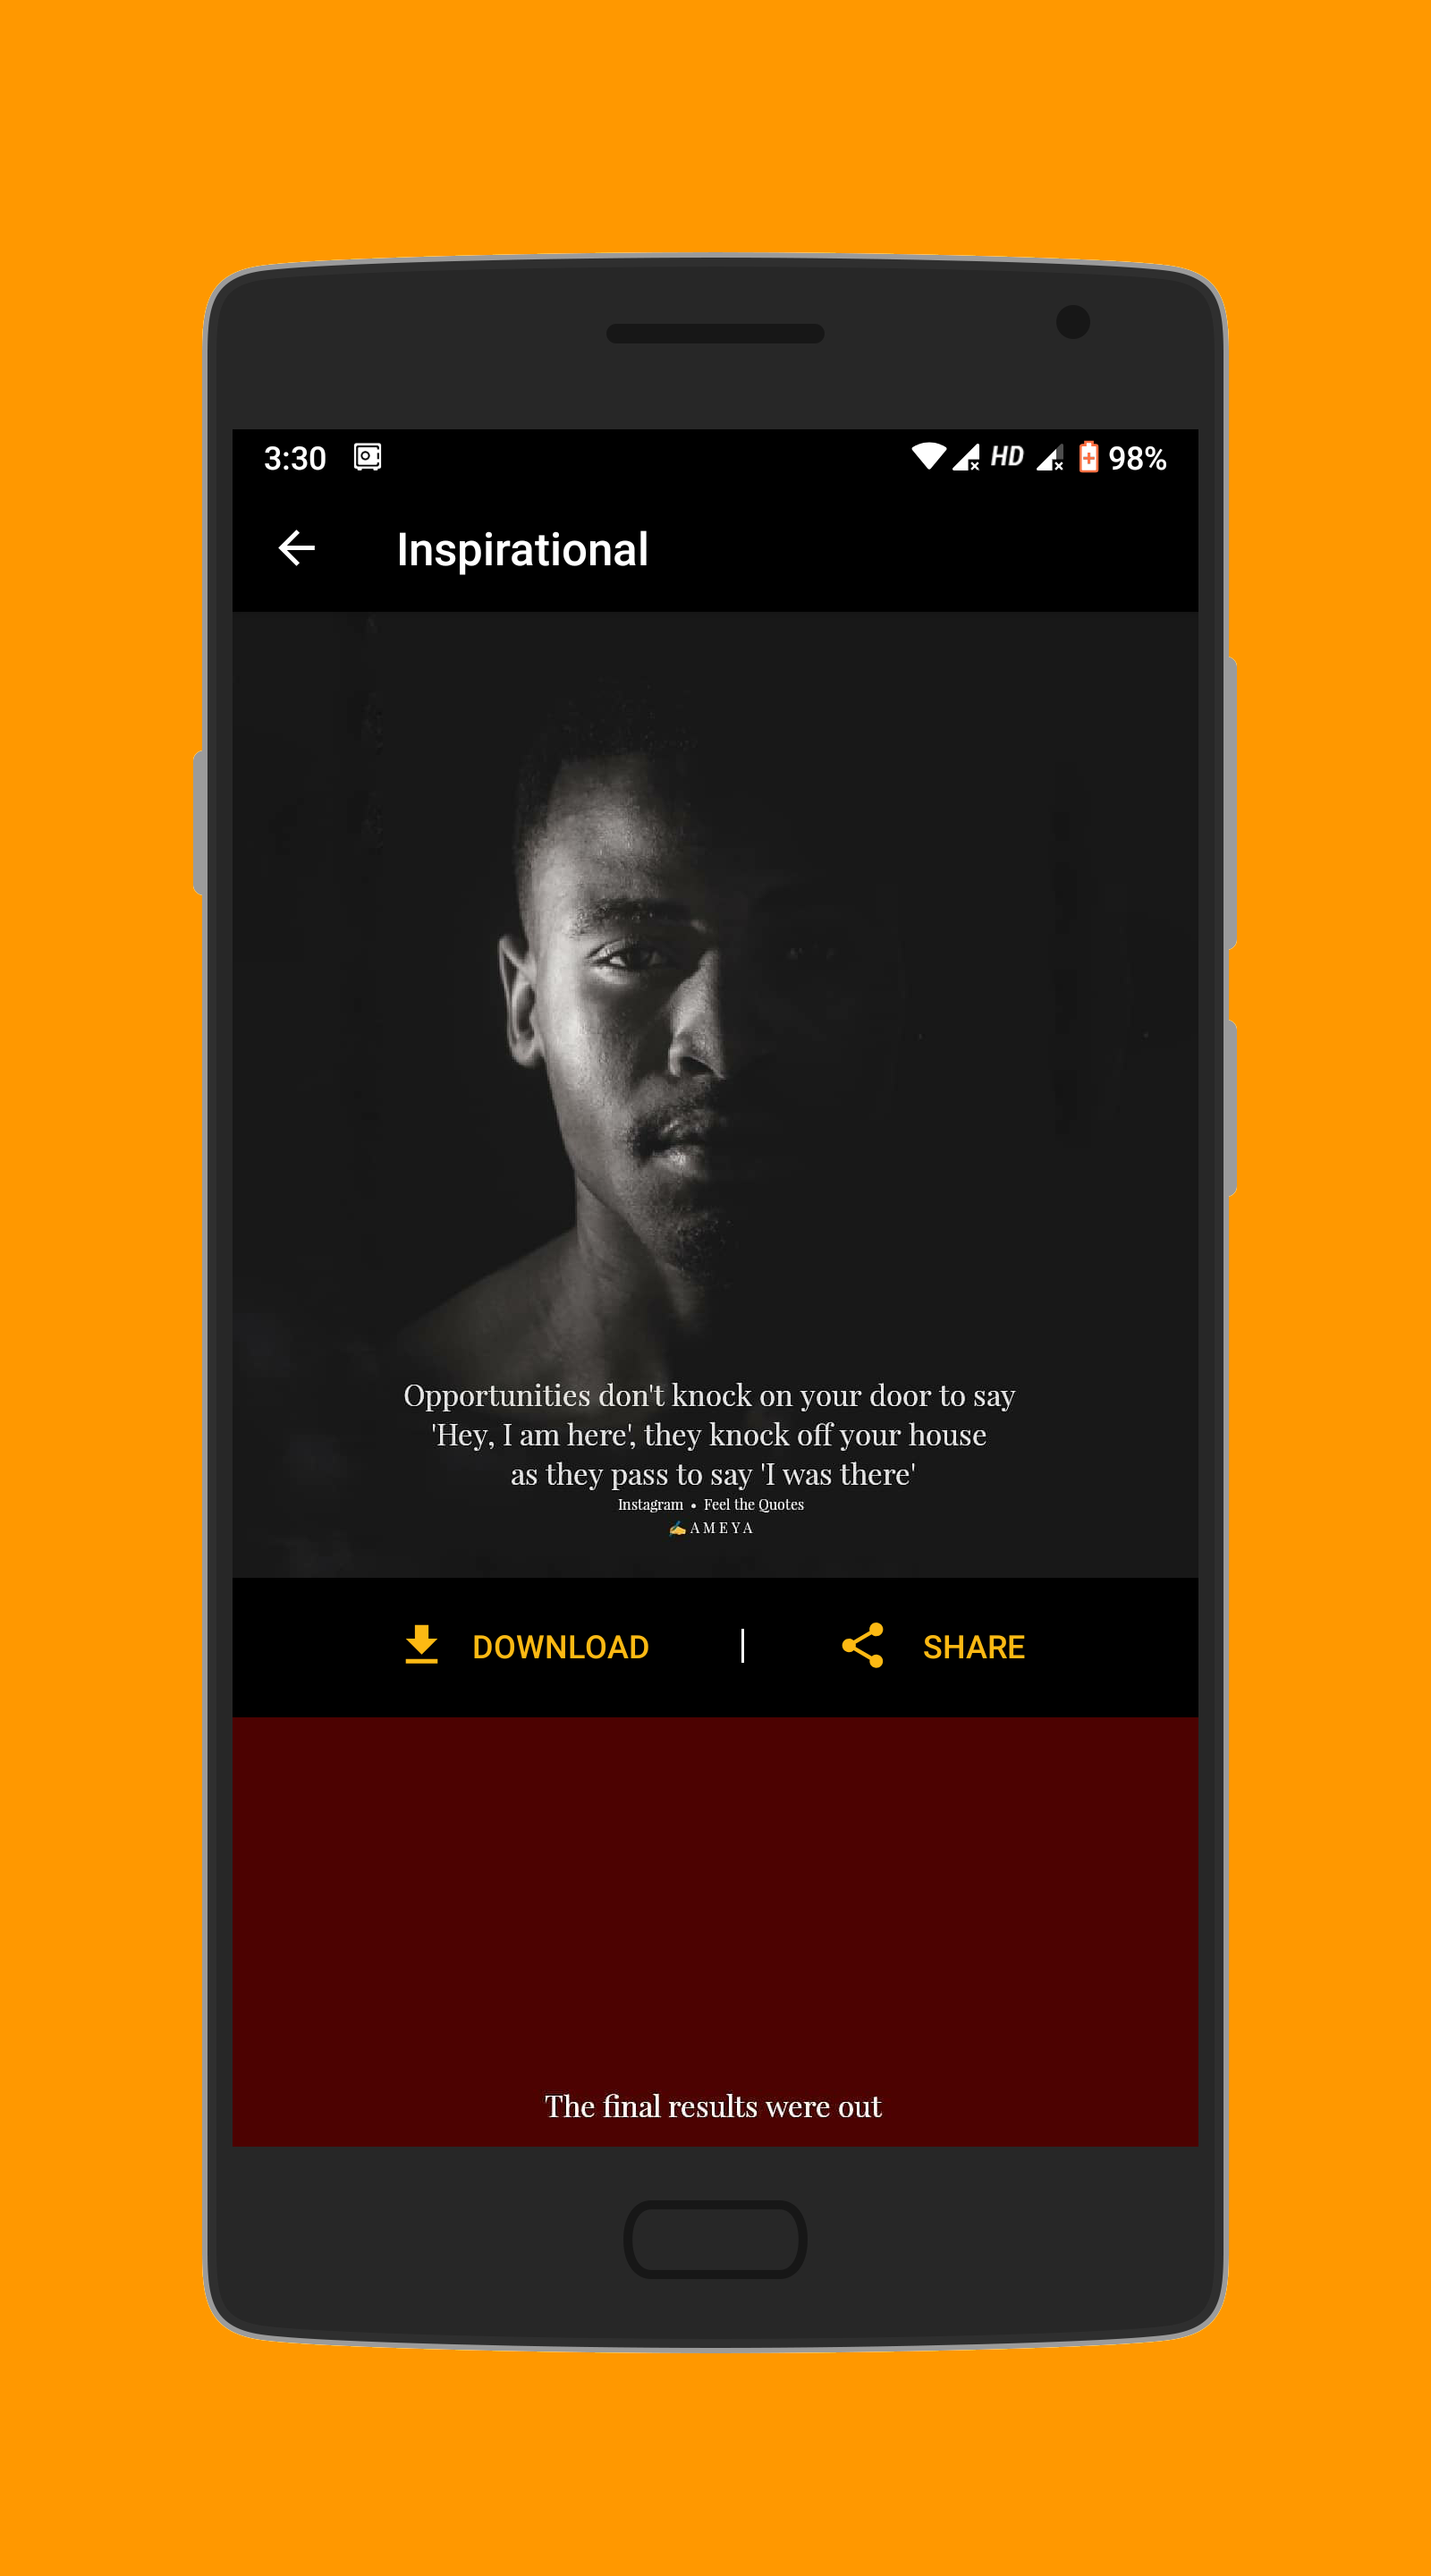 3:30 HD 98%
Inspirational
Opportunities don't knock on your door to say
'Hey, I am here', they knock off your house
as they pass to say 'I was there'
Instagram • Feel the Quotes
✍️ A M E Y A
DOWNLOAD | SHARE
The final results were out